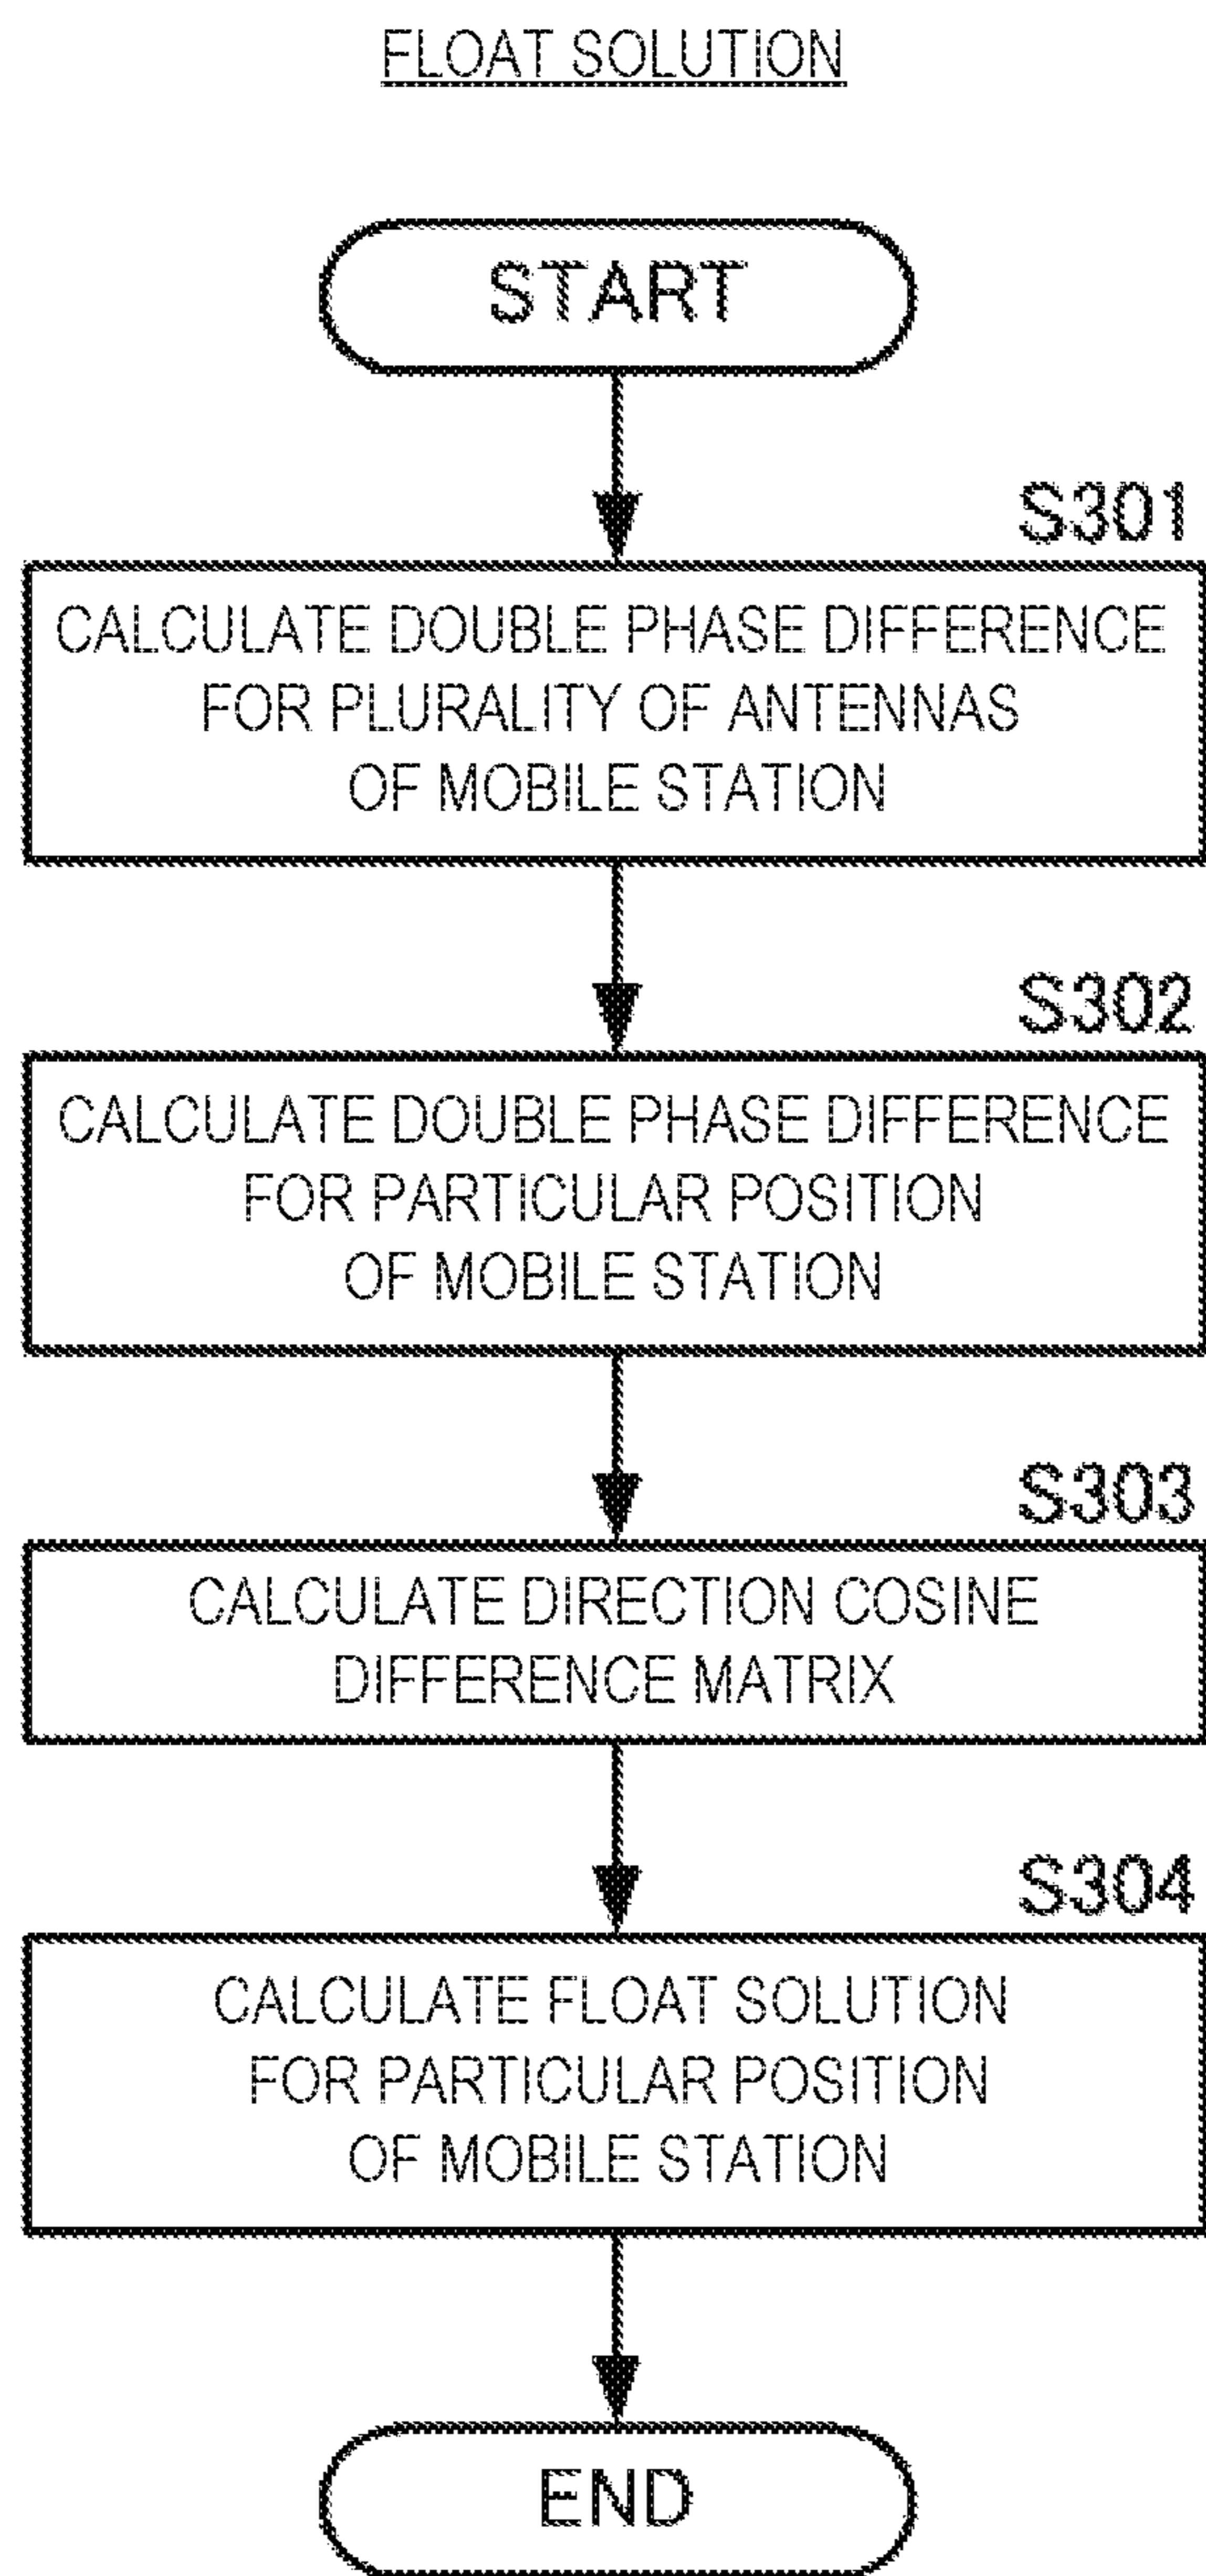 FLOAT SOLUTION
START
S301
CALCULATE DOUBLE PHASE DIFFERENCE
FOR PLURALITY OF ANTENNAS
OF MOBILE STATION
S302
CALCULATE DOUBLE PHASE DIFFERENCE
FOR PARTICULAR POSITION
OF MOBILE STATION
S303
CALCULATE DIRECTION COSINE
DIFFERENCE MATRIX
S304
CALCULATE FLOAT SOLUTION
FOR PARTICULAR POSITION
OF MOBILE STATION
END